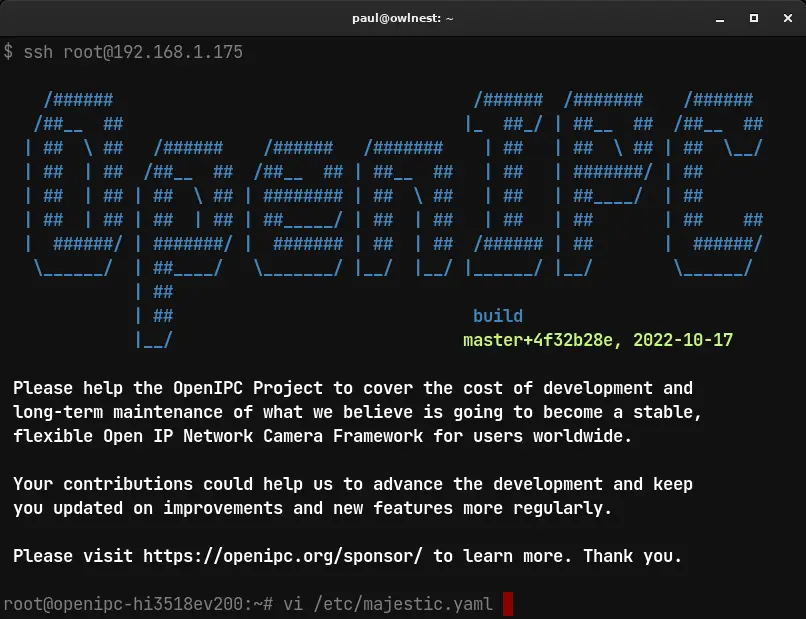 paul@owlnest: ~
$ ssh root@192.168.1.175
    /######                                    /######  /#######    /######
   /##__  ##                                  |_  ##_/ | ##__  ##  /##__  ##
  | ##  \ ##   /######    /######   /#######    | ##   | ##  \ ## | ##  \__/
  | ##  | ##  /##__  ##  /##__  ## | ##__  ##   | ##   | #######/ | ##
  | ##  | ## | ##  \ ## | ######## | ##  \ ##   | ##   | ##____/  | ##
  | ##  | ## | ##  | ## | ##_____/ | ##  | ##   | ##   | ##       | ##    ##
  |  ######/ | #######/ |  ####### | ##  | ##  /###### | ##       |  ######/
   \______/  | ##____/   \_______/ |__/  |__/ |______/ |__/        \______/
             | ##
             | ##                              build
             |__/                             master+4f32b28e, 2022-10-17
Please help the OpenIPC Project to cover the cost of development and
long-term maintenance of what we believe is going to become a stable,
flexible Open IP Network Camera Framework for users worldwide.
Your contributions could help us to advance the development and keep
you updated on improvements and new features more regularly.
Please visit https://openipc.org/sponsor/ to learn more. Thank you.
root@openipc-hi3518ev200:~# vi /etc/majestic.yaml